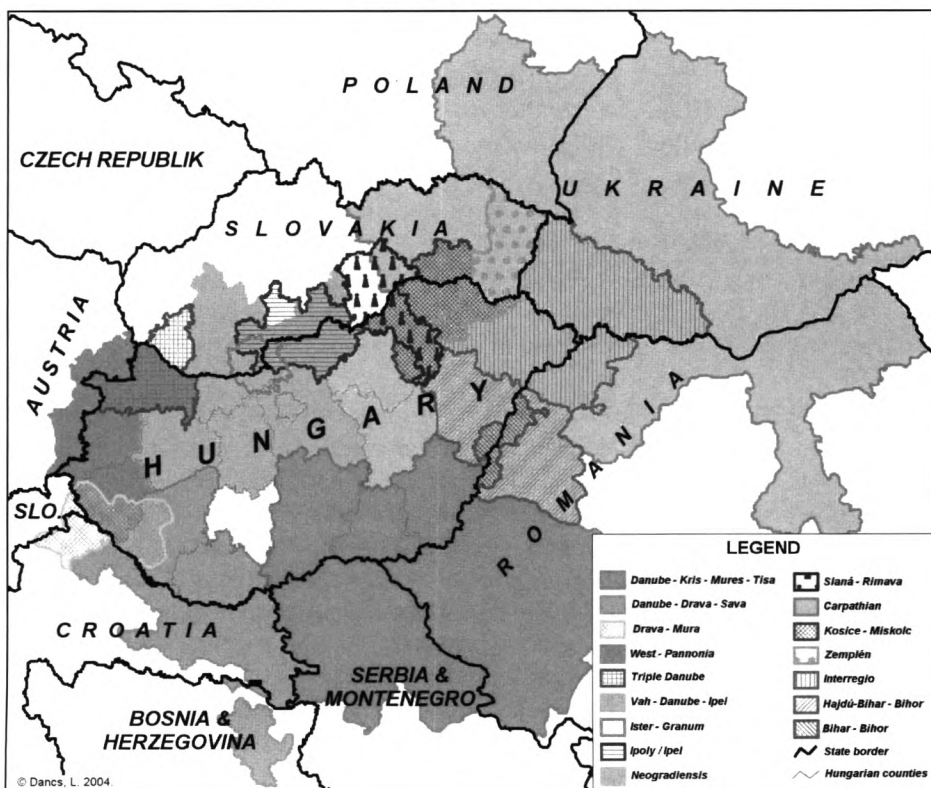 POLAND
CZECH REPUBLIK
UKRAINE
SLOVAKIA
AUSTRIA
HUNGARY
ROMANIA
SLO.
CROATIA
SERBIA &
MONTENEGRO
BOSNIA &
HERZEGOVINA
© Dancs, L. 2004.
LEGEND
Danube - Kris - Mures - Tisa
Danube - Drava - Sava
Drava - Mura
West - Pannonia
Triple Danube
Vah - Danube - Ipel
Ister - Granum
Ipoly / Ipel
Neogradiensis
Slaná - Rimava
Carpathian
Kosice - Miskolc
Zemplén
Interregio
Hajdú-Bihar - Bihor
Bihar - Bihor
State border
Hungarian counties